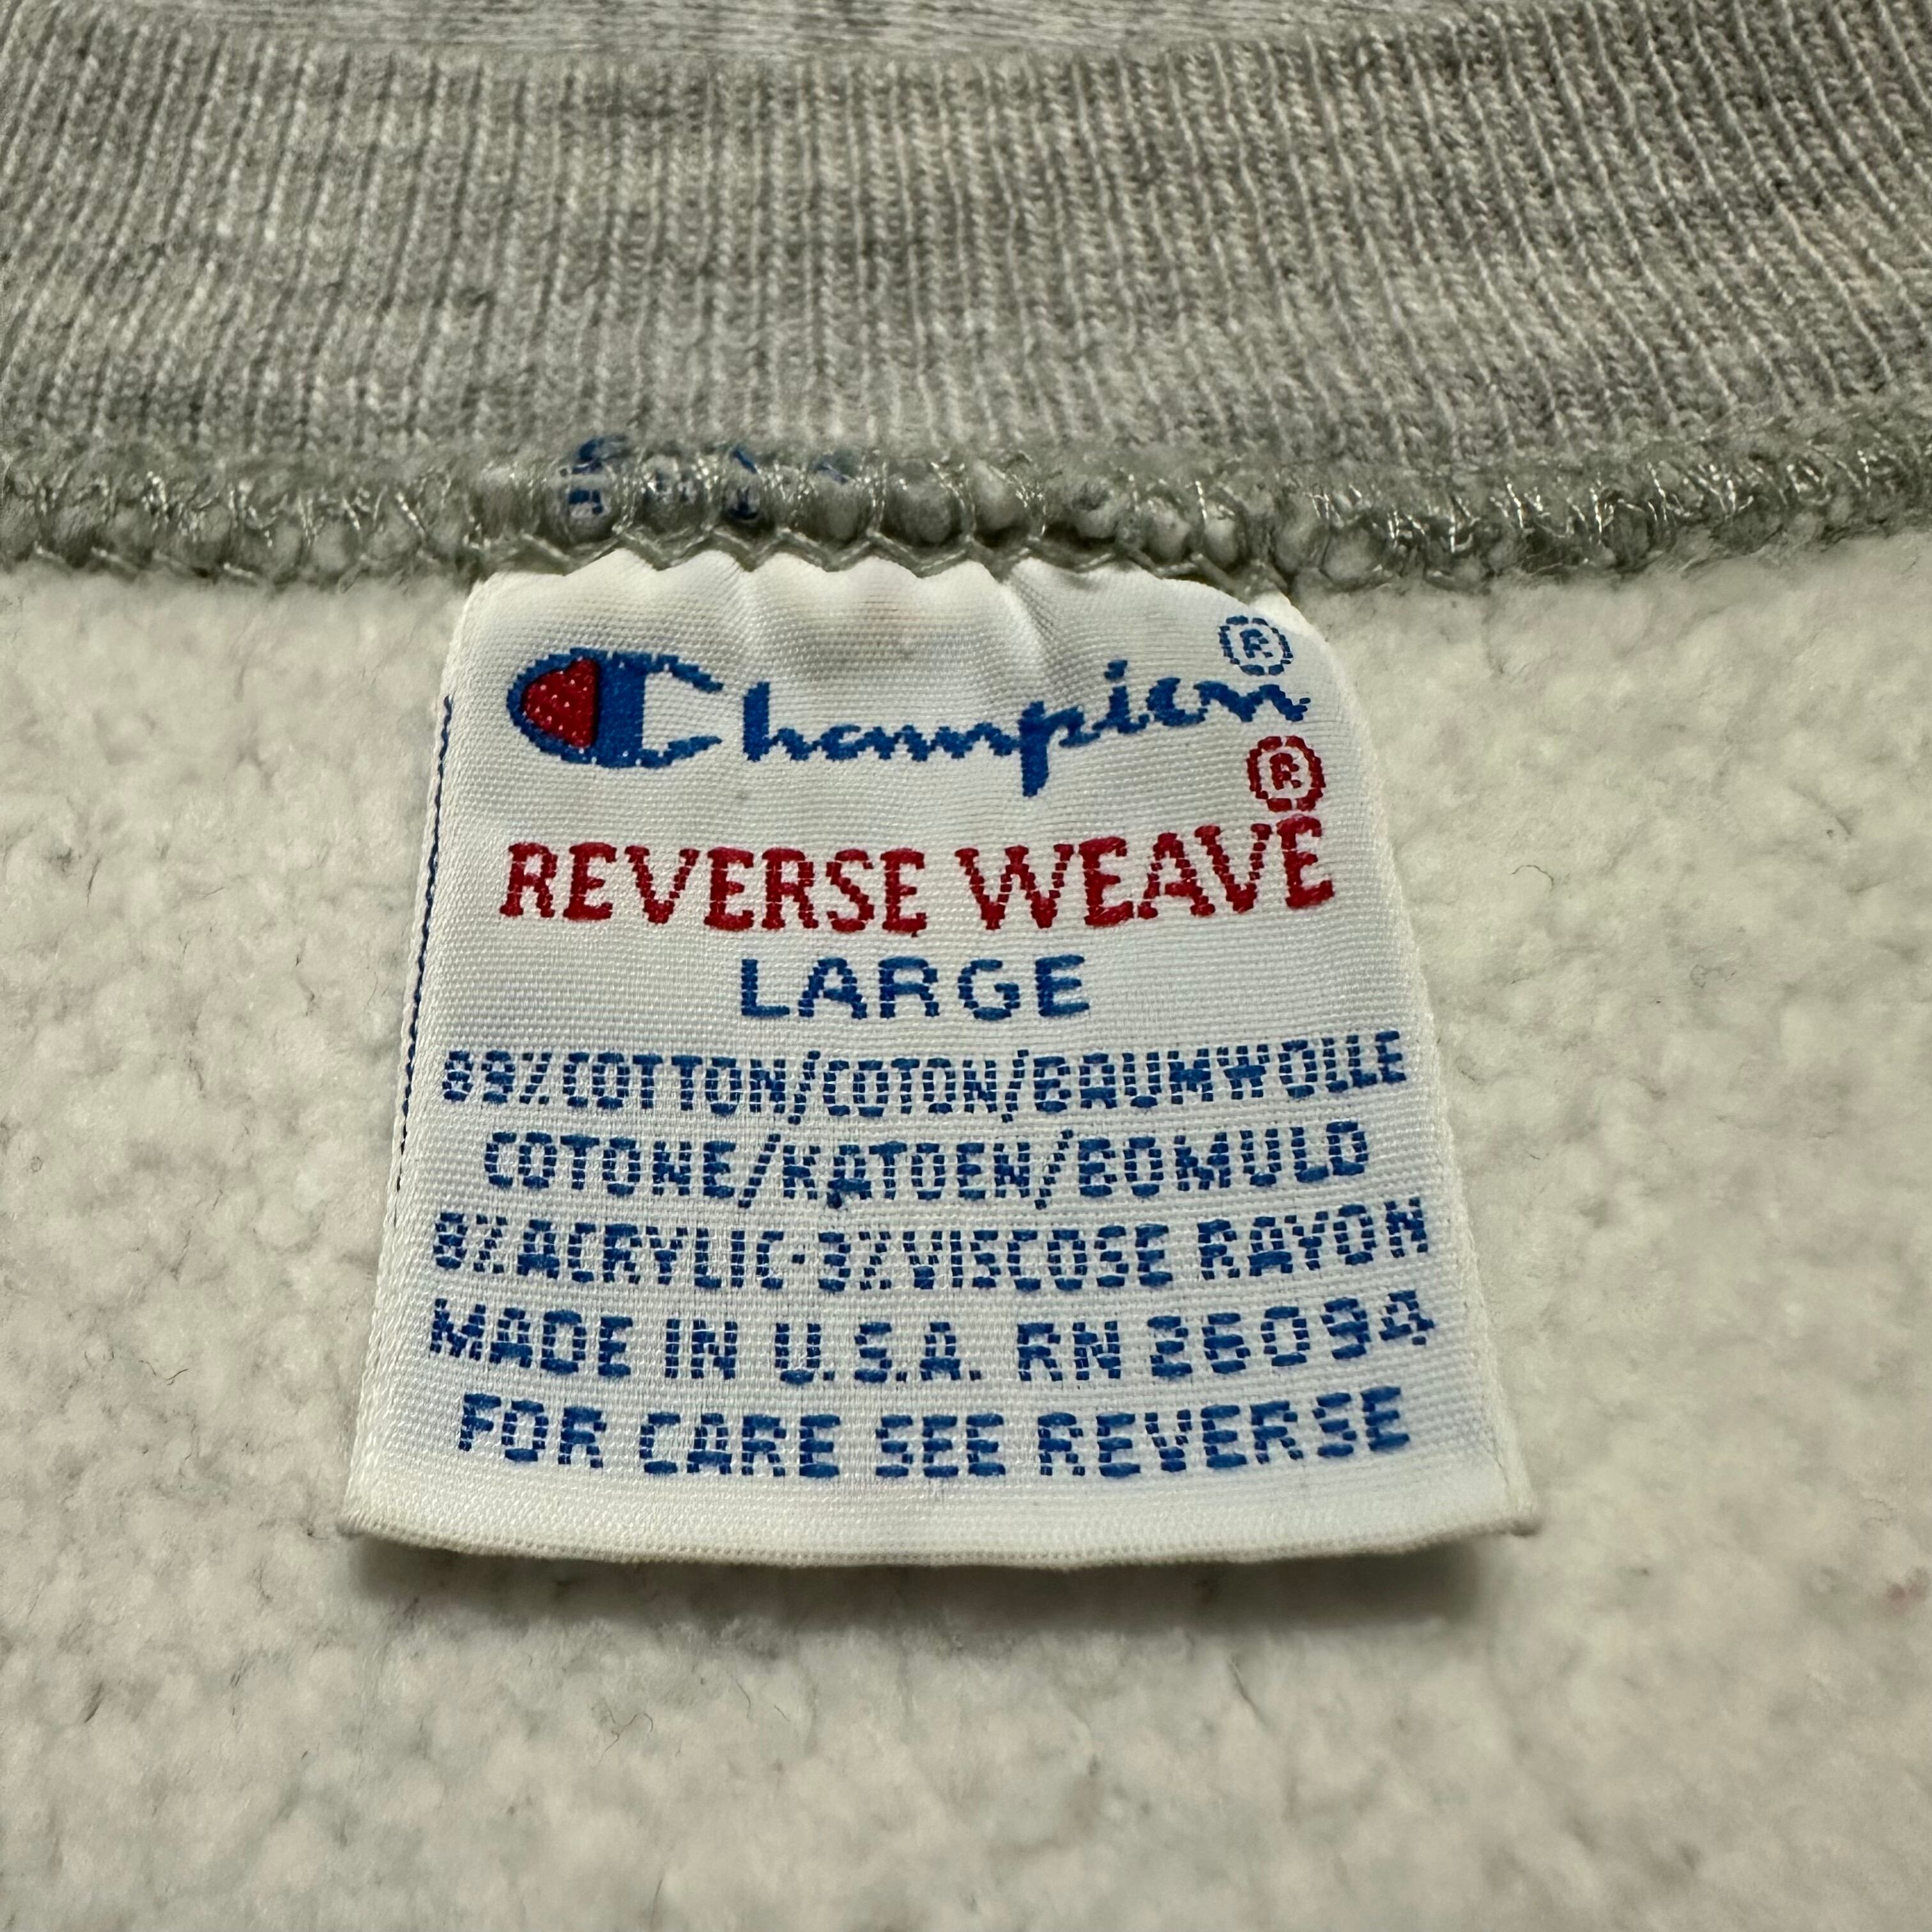 Champion®
REVERSE WEAVE®
LARGE
89%COTTON/COTON/BAUMWOLLE
COTONE/KATOEN/BOMULD
8%ACRYLIC-3%VISCOSE RAYON
MADE IN U.S.A. RN 26094
FOR CARE SEE REVERSE